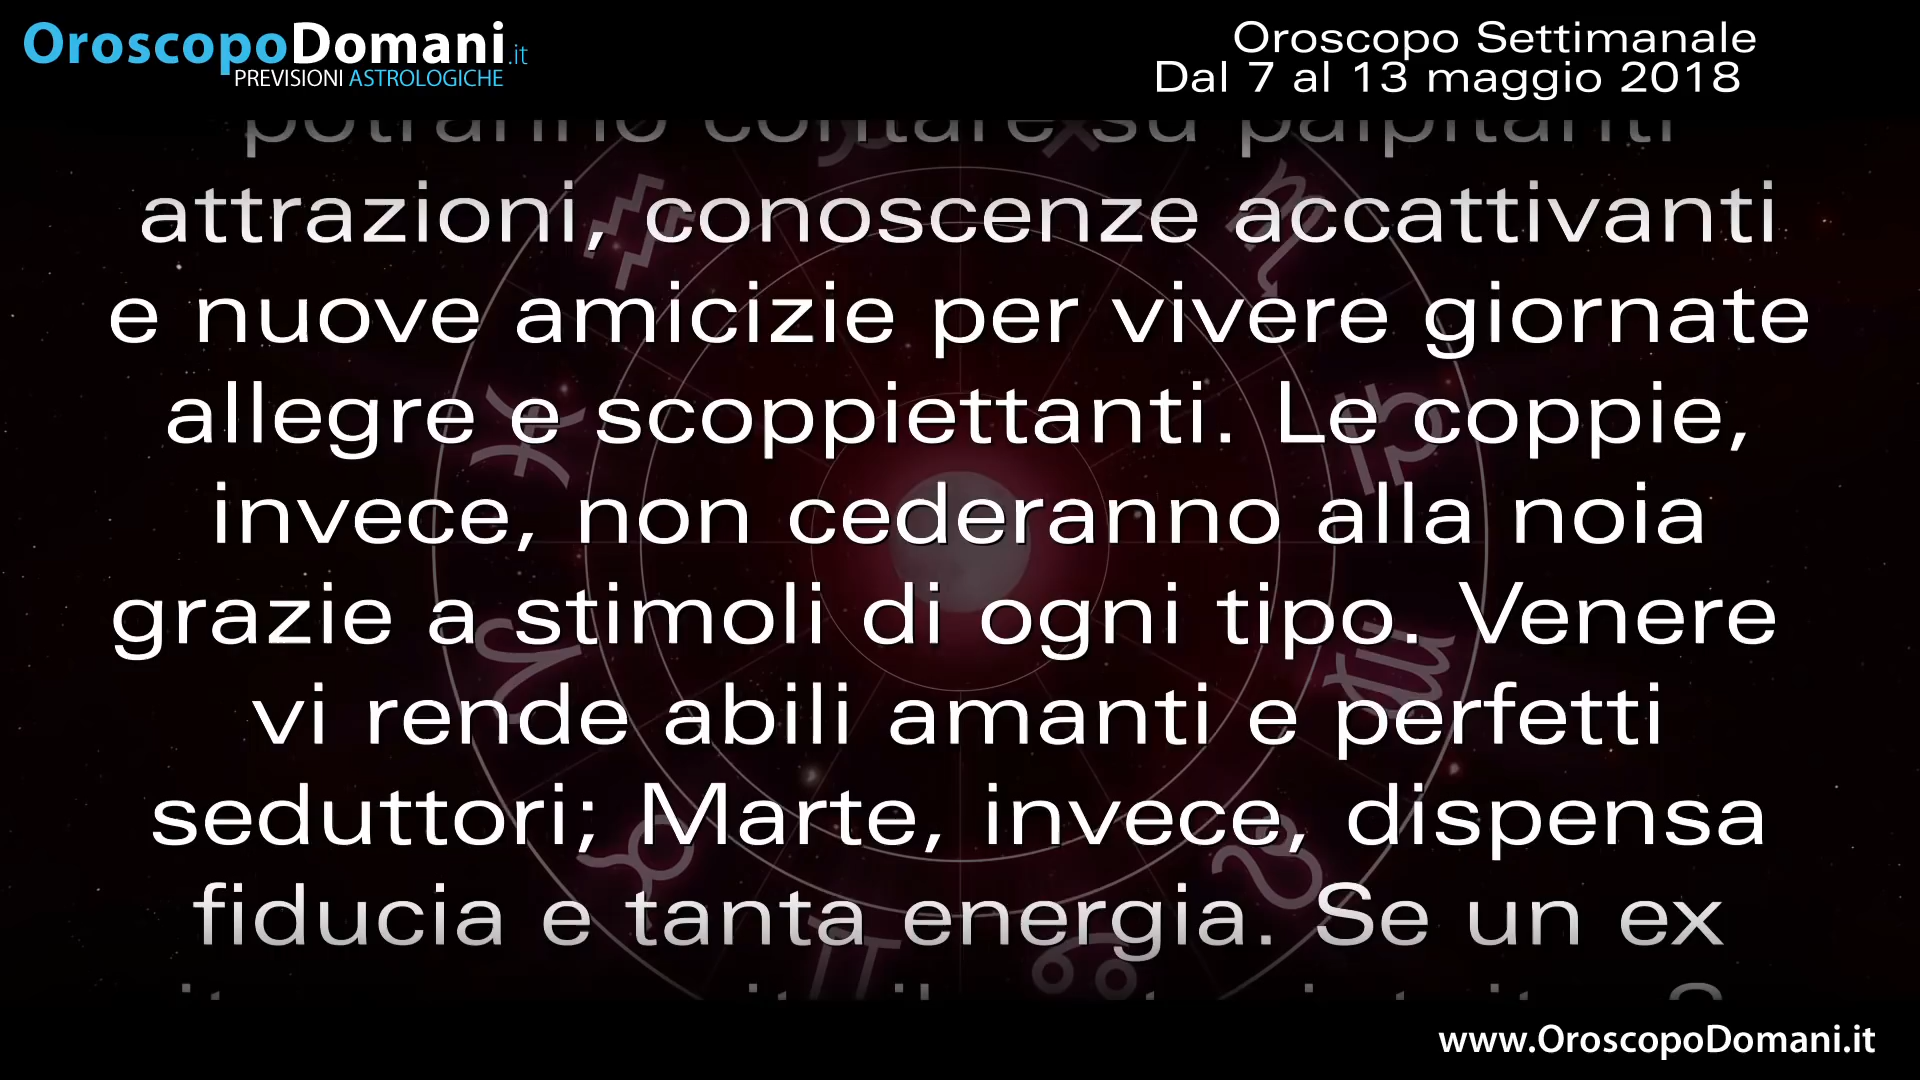 OroscopoDomani.it
PREVISIONI ASTROLOGICHE
Oroscopo Settimanale
Dal 7 al 13 maggio 2018
potranno contare su palpitanti
attrazioni, conoscenze accattivanti
e nuove amicizie per vivere giornate
allegre e scoppiettanti. Le coppie,
invece, non cederanno alla noia
grazie a stimoli di ogni tipo. Venere
vi rende abili amanti e perfetti
seduttori; Marte, invece, dispensa
fiducia e tanta energia. Se un ex
www.OroscopoDomani.it